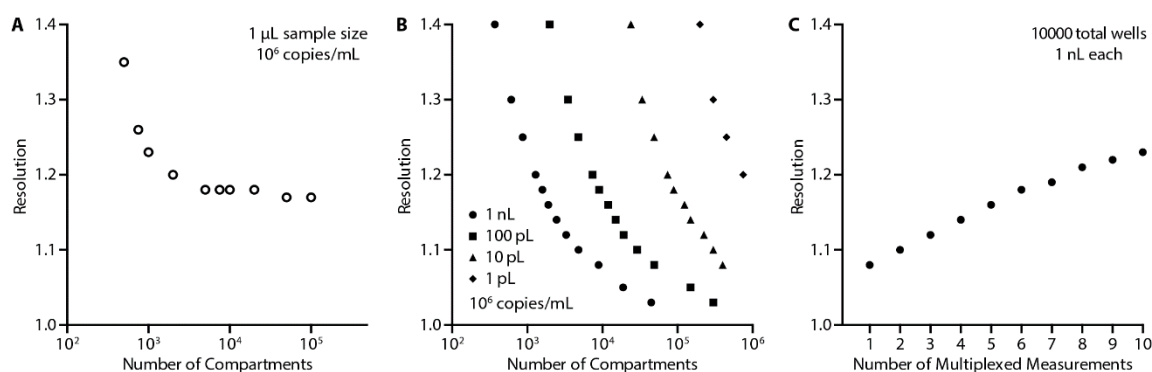 A
1 µL sample size
10⁶ copies/mL
1.4
1.3
1.2
1.1
1.0
Resolution
10² 10³ 10⁴ 10⁵
Number of Compartments
B
1.4
1.3
1.2
1.1
1.0
Resolution
1 nL
100 pL
10 pL
1 pL
10⁶ copies/mL
10² 10³ 10⁴ 10⁵ 10⁶
Number of Compartments
C
10000 total wells
1 nL each
1.4
1.3
1.2
1.1
1.0
Resolution
1 2 3 4 5 6 7 8 9 10
Number of Multiplexed Measurements